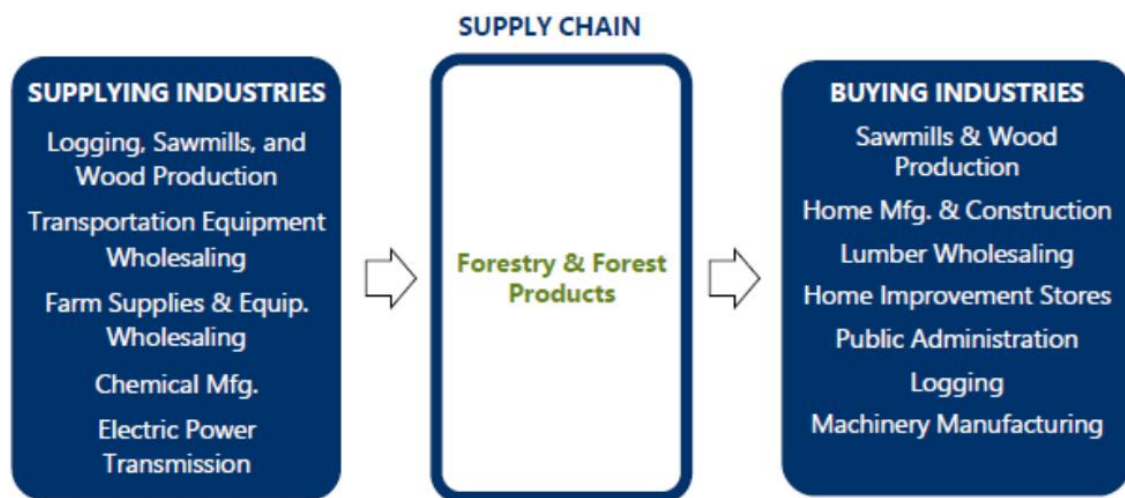 SUPPLY CHAIN
SUPPLYING INDUSTRIES
Logging, Sawmills, and
Wood Production
Transportation Equipment
Wholesaling
Farm Supplies & Equip.
Wholesaling
Chemical Mfg.
Electric Power
Transmission
Forestry & Forest
Products
BUYING INDUSTRIES
Sawmills & Wood
Production
Home Mfg. & Construction
Lumber Wholesaling
Home Improvement Stores
Public Administration
Logging
Machinery Manufacturing